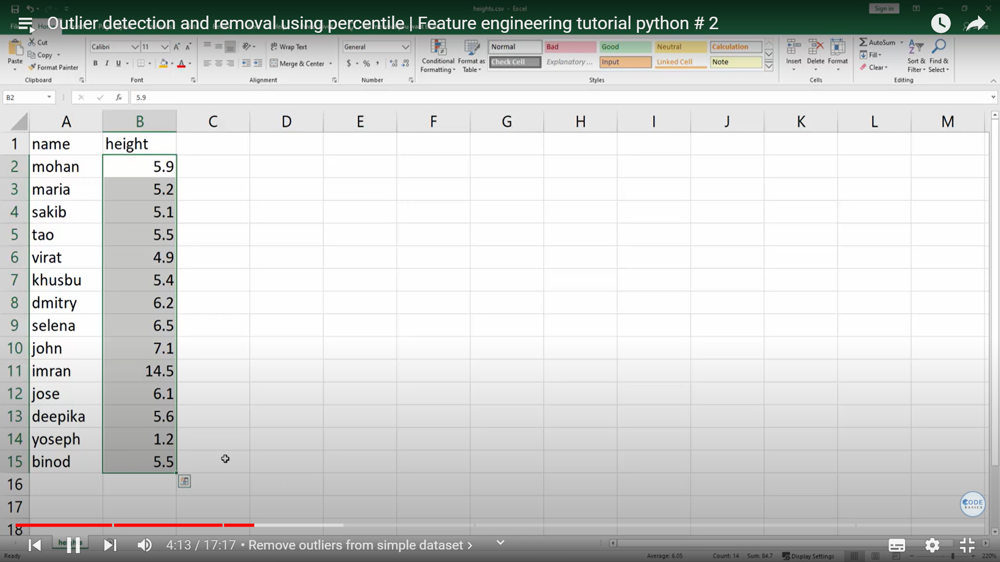 heights.csv - Excel
Sign in
Outlier detection and removal using percentile | Feature engineering tutorial python # 2
Cut
Copy
Format Painter
Paste
Clipboard
Calibri
11
B I U
Font
Wrap Text
Merge & Center
Alignment
General
$ % ,
Number
Conditional Formatting
Format as Table
Normal
Bad
Good
Neutral
Calculation
Check Cell
Explanatory ...
Input
Linked Cell
Note
Styles
Insert
Delete
Format
Cells
AutoSum
Fill
Clear
Sort & Filter
Find & Select
Editing
B2
fx
5.9
A B C D E F G H I J K L M
1 name height
2 mohan 5.9
3 maria 5.2
4 sakib 5.1
5 tao 5.5
6 virat 4.9
7 khusbu 5.4
8 dmitry 6.2
9 selena 6.5
10 john 7.1
11 imran 14.5
12 jose 6.1
13 deepika 5.6
14 yoseph 1.2
15 binod 5.5
16
17
18
CODE
BASICS
4:13 / 17:17 • Remove outliers from simple dataset
Ready
Average: 6.05
Count: 14
Sum: 84.7
Display Settings
220%